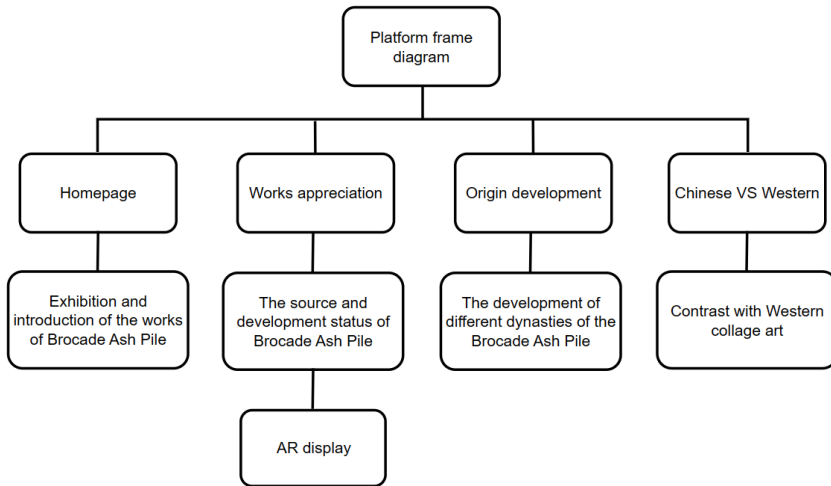 Platform frame
diagram
Homepage
Works appreciation
Origin development
Chinese VS Western
Exhibition and
introduction of the works
of Brocade Ash Pile
The source and
development status of
Brocade Ash Pile
The development of
different dynasties of the
Brocade Ash Pile
Contrast with Western
collage art
AR display